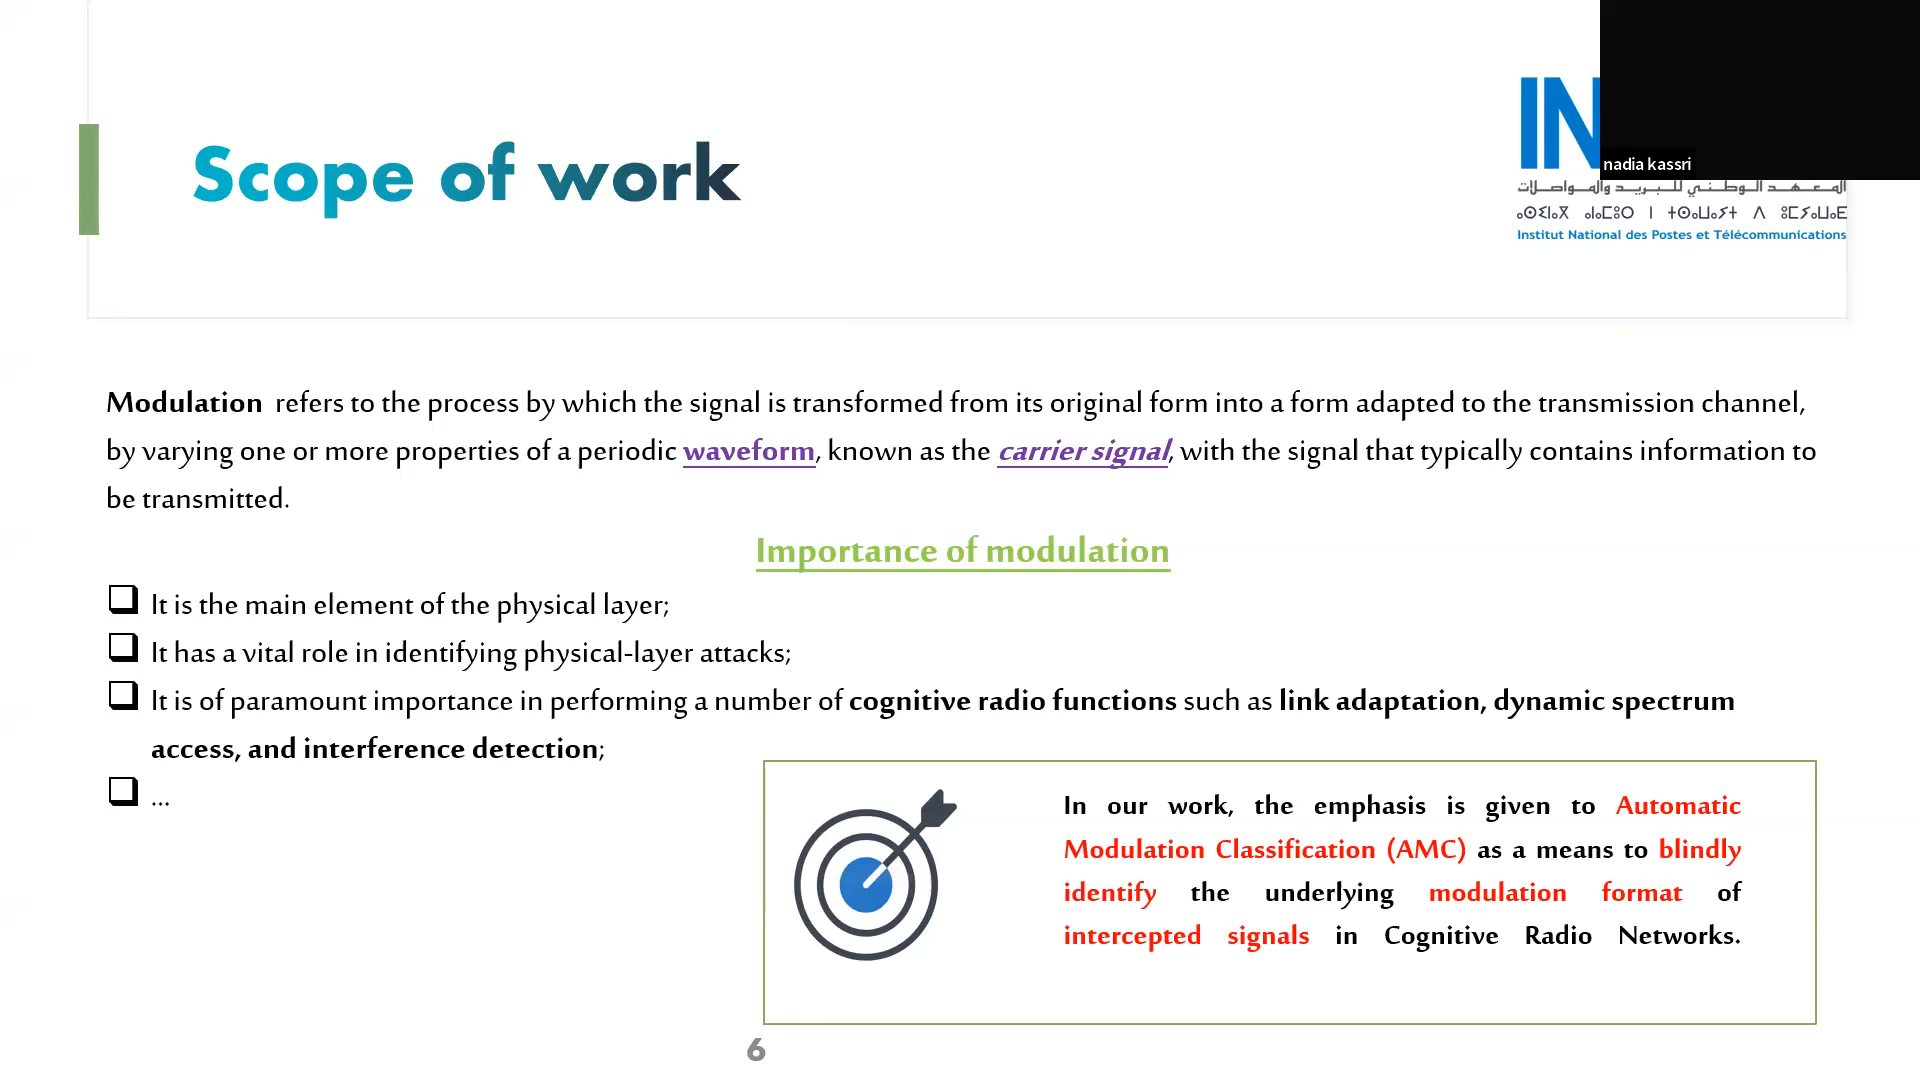 Scope of work
IN
nadia kassri
المعهد الوطني للبريد والمواصلات
Institut National des Postes et Télécommunications
Modulation refers to the process by which the signal is transformed from its original form into a form adapted to the transmission channel,
by varying one or more properties of a periodic waveform, known as the carrier signal, with the signal that typically contains information to
be transmitted.
Importance of modulation
It is the main element of the physical layer;
It has a vital role in identifying physical-layer attacks;
It is of paramount importance in performing a number of cognitive radio functions such as link adaptation, dynamic spectrum
access, and interference detection;
...
In our work, the emphasis is given to Automatic
Modulation Classification (AMC) as a means to blindly
identify the underlying modulation format of
intercepted signals in Cognitive Radio Networks.
6